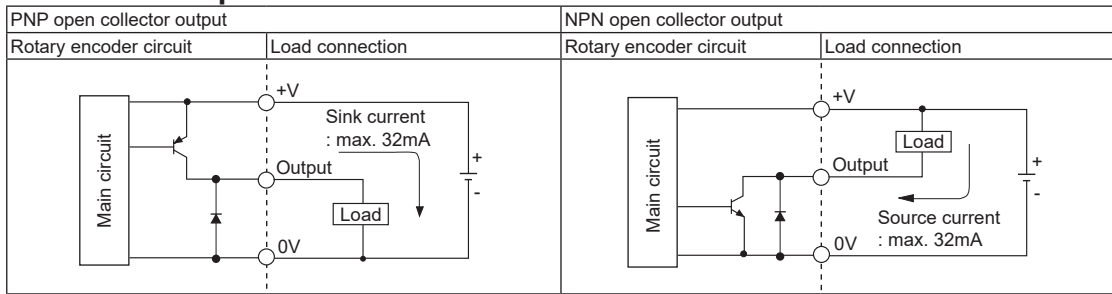 PNP open collector output
NPN open collector output
Rotary encoder circuit
Load connection
Rotary encoder circuit
Load connection
Main circuit
+V
Sink current
: max. 32mA
Output
Load
0V
+
-
Main circuit
+V
Load
Output
Source current
: max. 32mA
0V
+
-